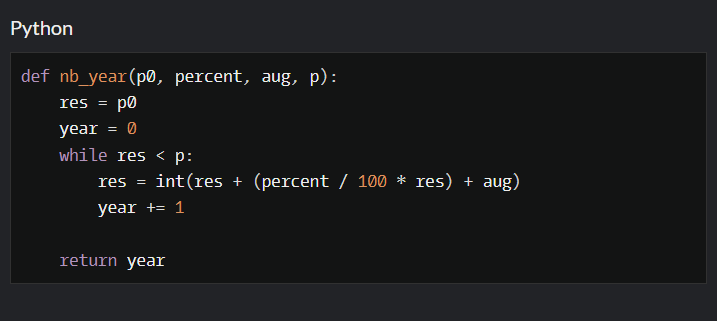 Python
def nb_year(p0, percent, aug, p):
    res = p0
    year = 0
    while res < p:
        res = int(res + (percent / 100 * res) + aug)
        year += 1
    return year